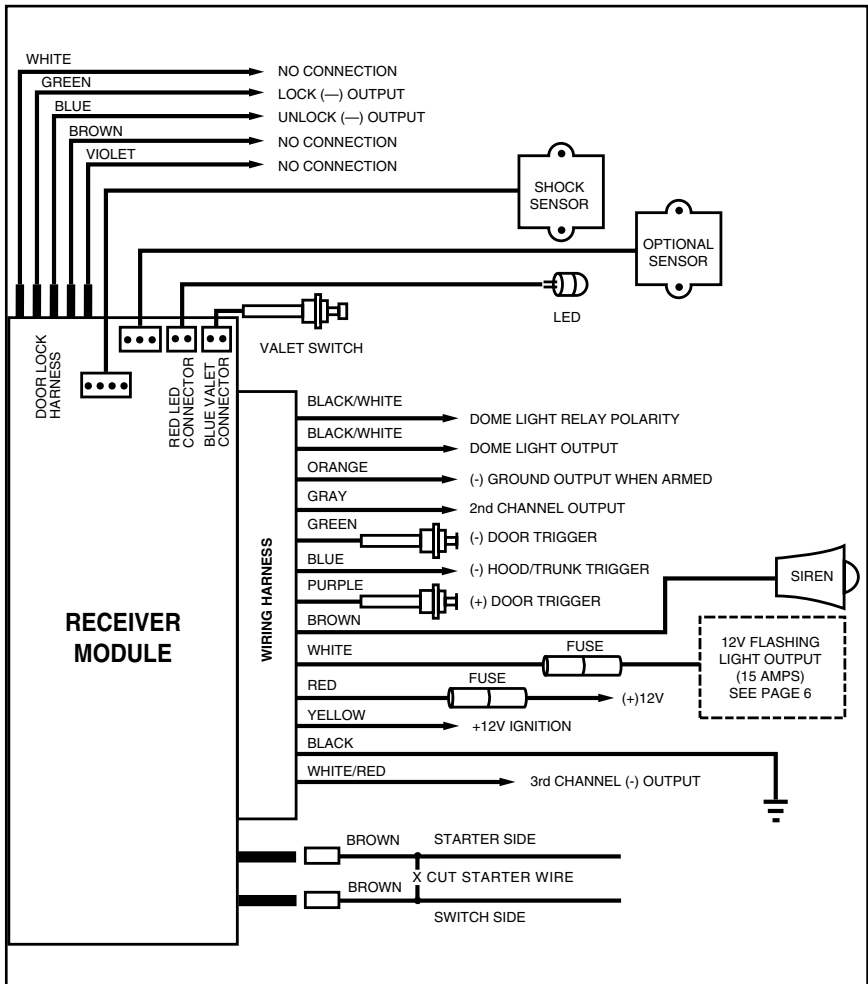 WHITE
NO CONNECTION
GREEN
LOCK (—) OUTPUT
BLUE
UNLOCK (—) OUTPUT
BROWN
NO CONNECTION
VIOLET
NO CONNECTION
SHOCK
SENSOR
OPTIONAL
SENSOR
LED
VALET SWITCH
DOOR LOCK
HARNESS
RED LED
CONNECTOR
BLUE VALET
CONNECTOR
RECEIVER
MODULE
WIRING HARNESS
BLACK/WHITE
DOME LIGHT RELAY POLARITY
BLACK/WHITE
DOME LIGHT OUTPUT
ORANGE
(-) GROUND OUTPUT WHEN ARMED
GRAY
2nd CHANNEL OUTPUT
GREEN
(-) DOOR TRIGGER
BLUE
(-) HOOD/TRUNK TRIGGER
PURPLE
(+) DOOR TRIGGER
BROWN
SIREN
WHITE
FUSE
12V FLASHING
LIGHT OUTPUT
(15 AMPS)
SEE PAGE 6
RED
FUSE
(+)12V
YELLOW
+12V IGNITION
BLACK
WHITE/RED
3rd CHANNEL (-) OUTPUT
BROWN
STARTER SIDE
X CUT STARTER WIRE
BROWN
SWITCH SIDE